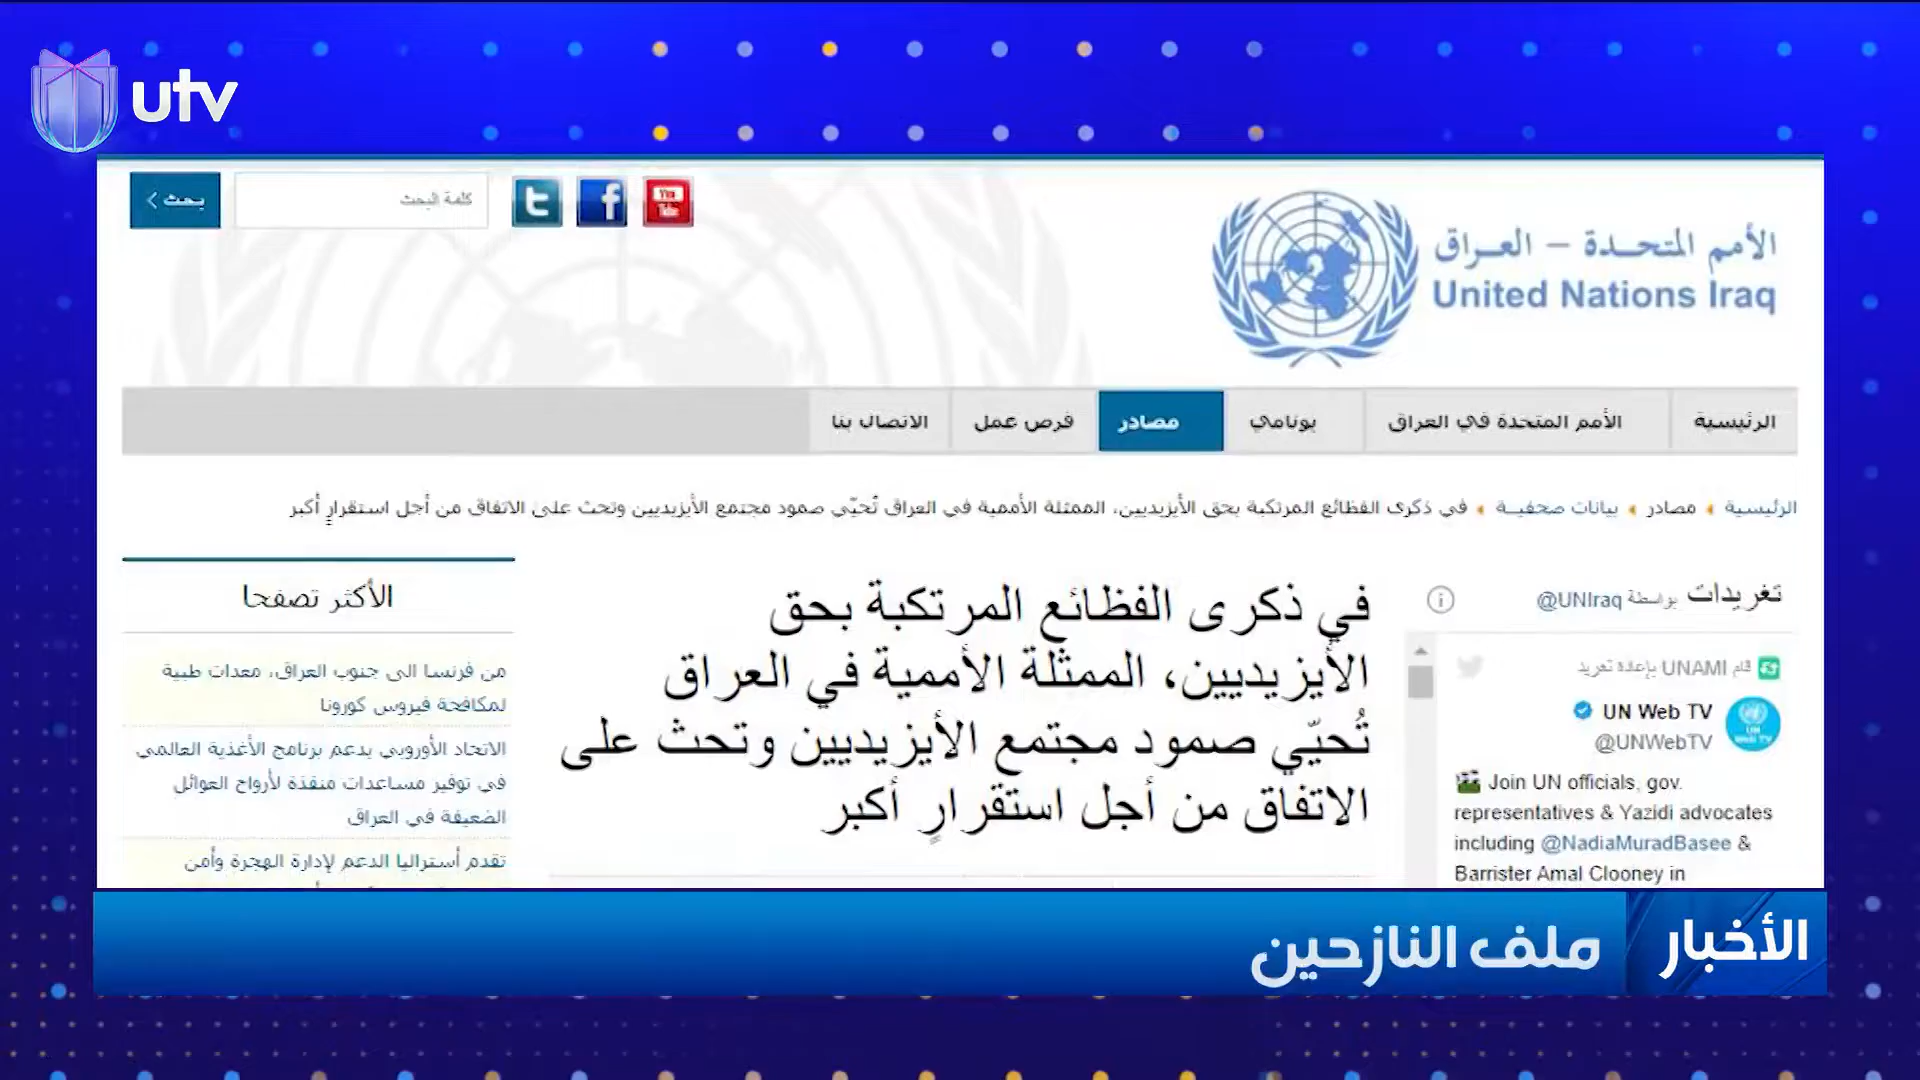 utv
بحث
كلمة البحث
You
Tube
الأمم المتحدة – العراق
United Nations Iraq
الرئيسية
الأمم المتحدة في العراق
يونامي
مصادر
فرص عمل
الاتصال بنا
الرئيسية
مصادر
بيانات صحفيــة
في ذكرى الفظائع المرتكبة بحق الأيزيديين، الممثلة الأممية في العراق تُحيّي صمود مجتمع الأيزيديين وتحث على الاتفاق من أجل استقرارٍ أكبر
تغريدات بواسطة @UNIraq
قام UNAMI بإعادة تغريد
UN Web TV
@UNWebTV
Join UN officials, gov.
representatives & Yazidi advocates
including @NadiaMuradBasee &
Barrister Amal Clooney in
في ذكرى الفظائع المرتكبة بحق
الأيزيديين، الممثلة الأممية في العراق
تُحيّي صمود مجتمع الأيزيديين وتحث على
الاتفاق من أجل استقرارٍ أكبر
الأكثر تصفحا
من فرنسا الى جنوب العراق، معدات طبية
لمكافحة فيروس كورونا
الاتحاد الأوروبي يدعم برنامج الأغذية العالمي
في توفير مساعدات منقذة لأرواح العوائل
الضعيفة في العراق
تقدم أستراليا الدعم لإدارة الهجرة وأمن
الأخبار
ملف النازحين